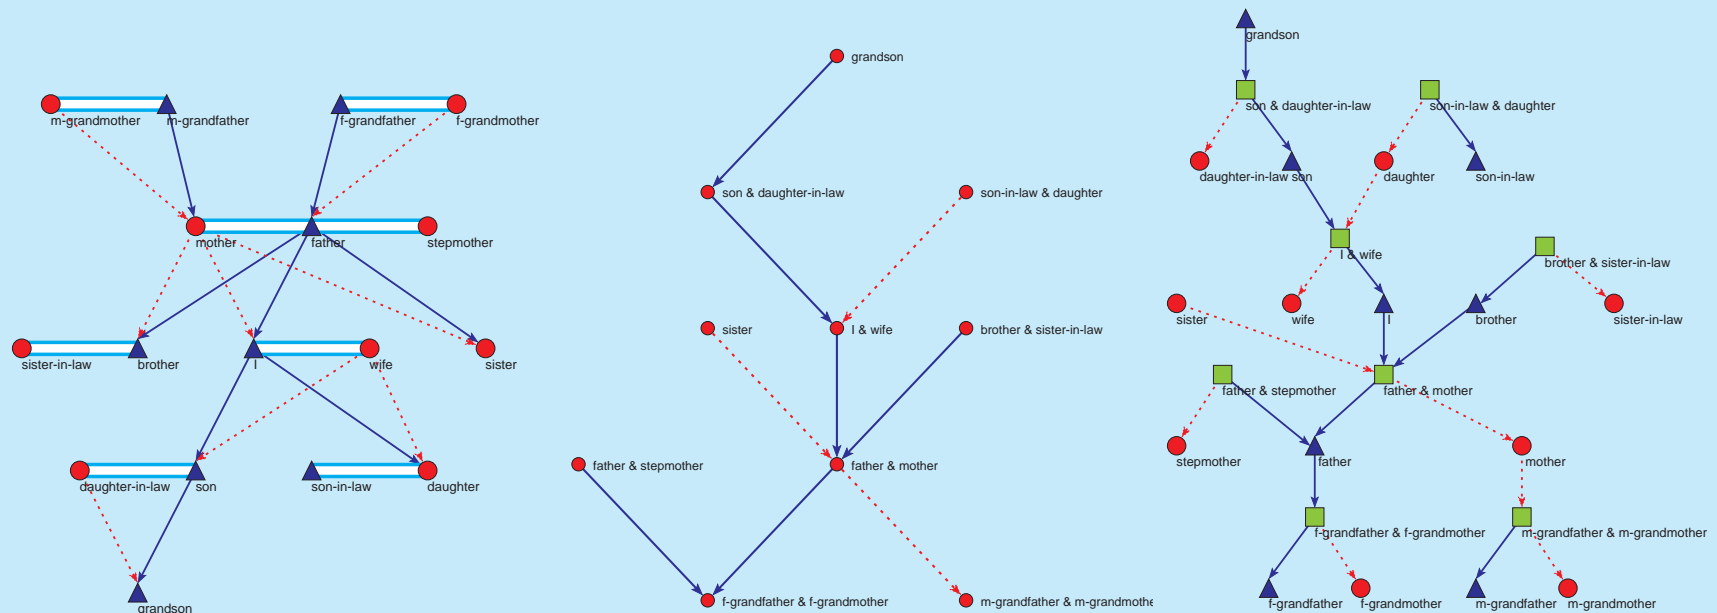 m-grandmother
m-grandfather
f-grandfather
f-grandmother
mother
father
stepmother
sister-in-law
brother
I
wife
sister
daughter-in-law
son
son-in-law
daughter
grandson
grandson
son & daughter-in-law
son-in-law & daughter
sister
I & wife
brother & sister-in-law
father & stepmother
father & mother
f-grandfather & f-grandmother
m-grandfather & m-grandmothe
grandson
son & daughter-in-law
son-in-law & daughter
daughter-in-law
son
daughter
son-in-law
I & wife
brother & sister-in-law
sister
wife
I
brother
sister-in-law
father & stepmother
father & mother
stepmother
father
mother
f-grandfather & f-grandmother
m-grandfather & m-grandmother
f-grandfather
f-grandmother
m-grandfather
m-grandmother